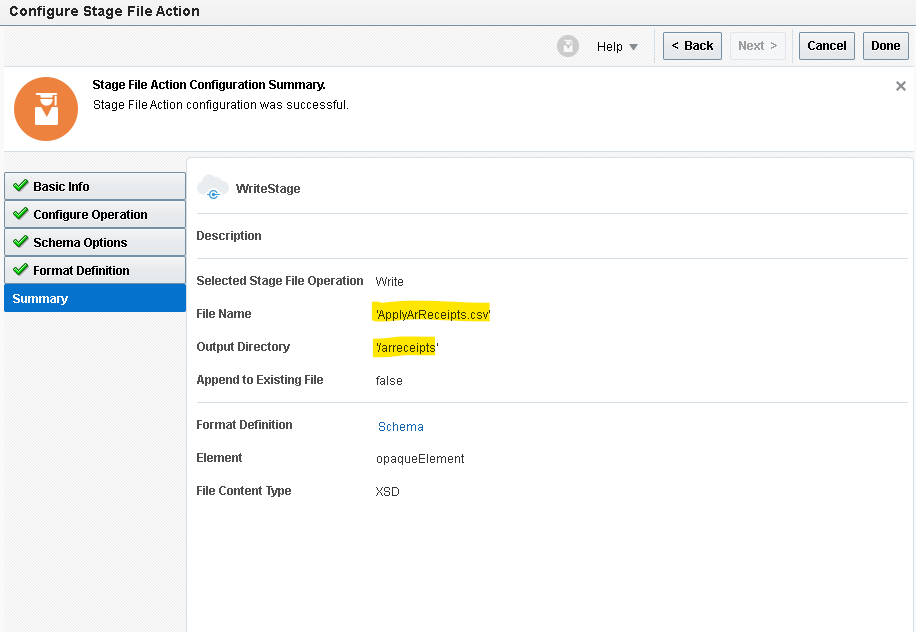 Configure Stage File Action
Help
< Back
Next >
Cancel
Done
Stage File Action Configuration Summary.
Stage File Action configuration was successful.
Basic Info
Configure Operation
Schema Options
Format Definition
Summary
WriteStage
Description
Selected Stage File Operation Write
File Name 'ApplyArReceipts.csv'
Output Directory '/arreceipts'
Append to Existing File false
Format Definition Schema
Element opaqueElement
File Content Type XSD